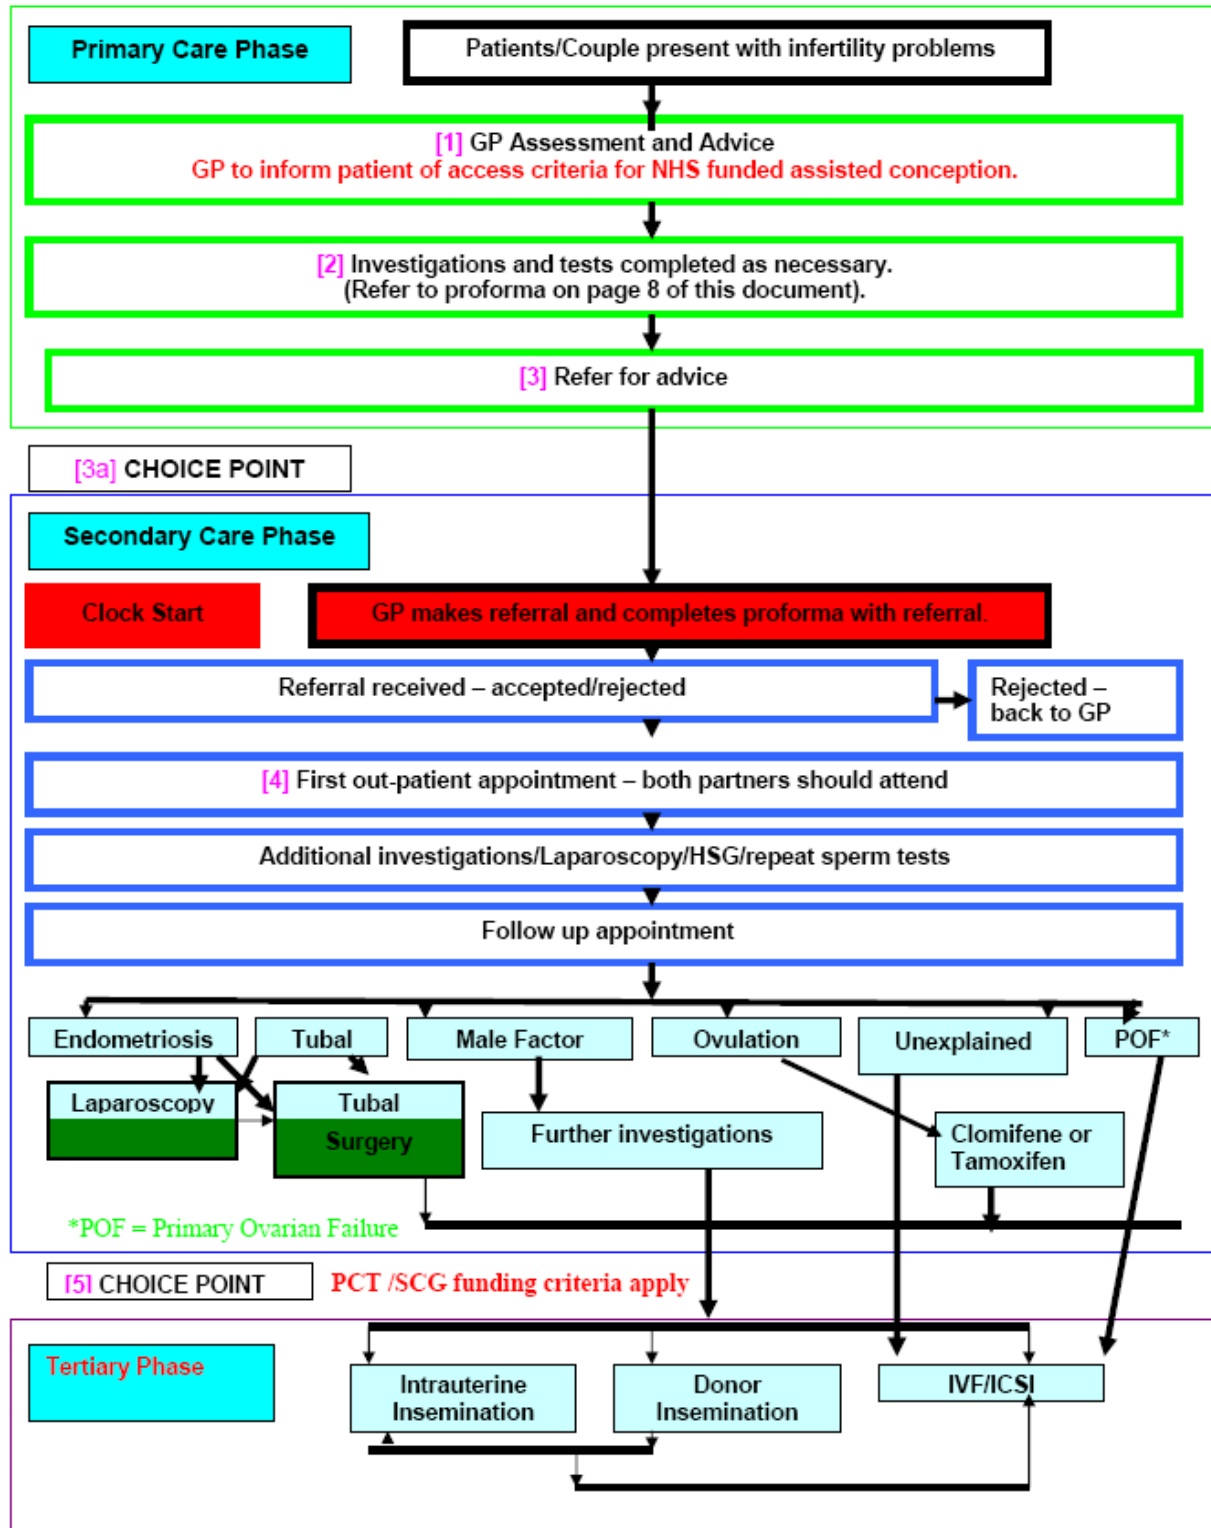 Primary Care Phase
Patients/Couple present with infertility problems
[1] GP Assessment and Advice
GP to inform patient of access criteria for NHS funded assisted conception.
[2] Investigations and tests completed as necessary.
(Refer to proforma on page 8 of this document).
[3] Refer for advice
[3a] CHOICE POINT
Secondary Care Phase
Clock Start
GP makes referral and completes proforma with referral.
Referral received – accepted/rejected
Rejected –
back to GP
[4] First out-patient appointment – both partners should attend
Additional investigations/Laparoscopy/HSG/repeat sperm tests
Follow up appointment
Endometriosis
Tubal
Male Factor
Ovulation
Unexplained
POF*
Laparoscopy
Tubal
Surgery
Further investigations
Clomifene or
Tamoxifen
*POF = Primary Ovarian Failure
[5] CHOICE POINT
PCT /SCG funding criteria apply
Tertiary Phase
Intrauterine
Insemination
Donor
Insemination
IVF/ICSI